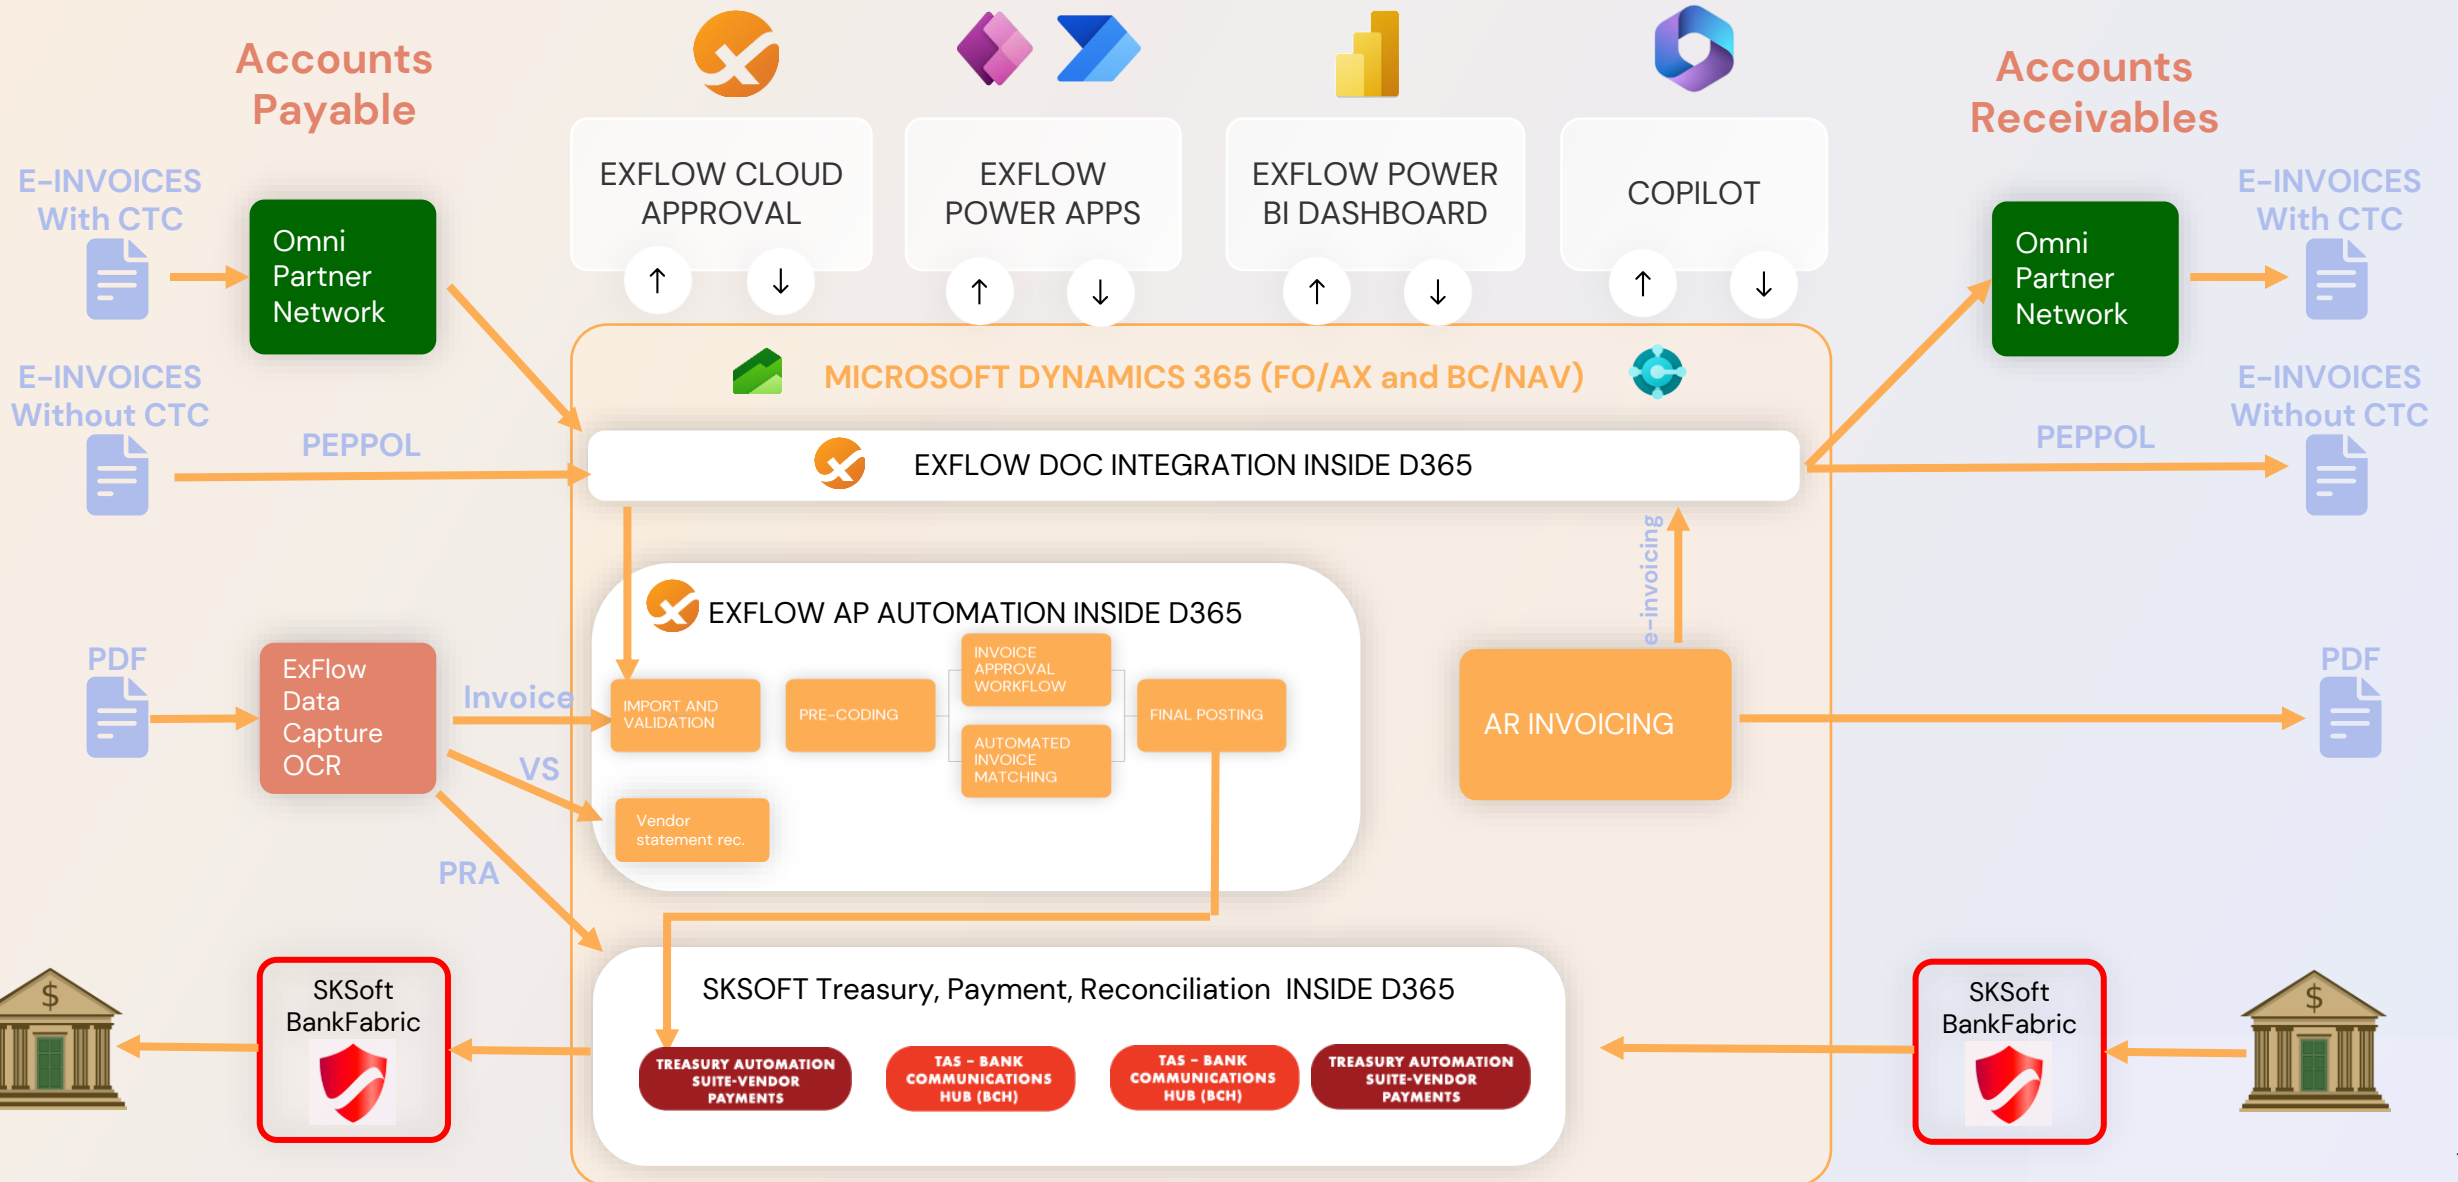 Accounts
Payable
Accounts
Receivables
EXFLOW CLOUD
APPROVAL
EXFLOW
POWER APPS
EXFLOW POWER
BI DASHBOARD
COPILOT
E-INVOICES
With CTC
Omni
Partner
Network
Omni
Partner
Network
E-INVOICES
With CTC
MICROSOFT DYNAMICS 365 (FO/AX and BC/NAV)
E-INVOICES
Without CTC
PEPPOL
EXFLOW DOC INTEGRATION INSIDE D365
PEPPOL
E-INVOICES
Without CTC
e-invoicing
EXFLOW AP AUTOMATION INSIDE D365
PDF
ExFlow
Data
Capture
OCR
Invoice
VS
PRA
IMPORT AND
VALIDATION
PRE-CODING
INVOICE
APPROVAL
WORKFLOW
AUTOMATED
INVOICE
MATCHING
FINAL POSTING
Vendor
statement rec.
AR INVOICING
PDF
$
SKSoft
BankFabric
SKSOFT Treasury, Payment, Reconciliation INSIDE D365
TREASURY AUTOMATION
SUITE-VENDOR
PAYMENTS
TAS - BANK
COMMUNICATIONS
HUB (BCH)
TAS - BANK
COMMUNICATIONS
HUB (BCH)
TREASURY AUTOMATION
SUITE-VENDOR
PAYMENTS
SKSoft
BankFabric
$